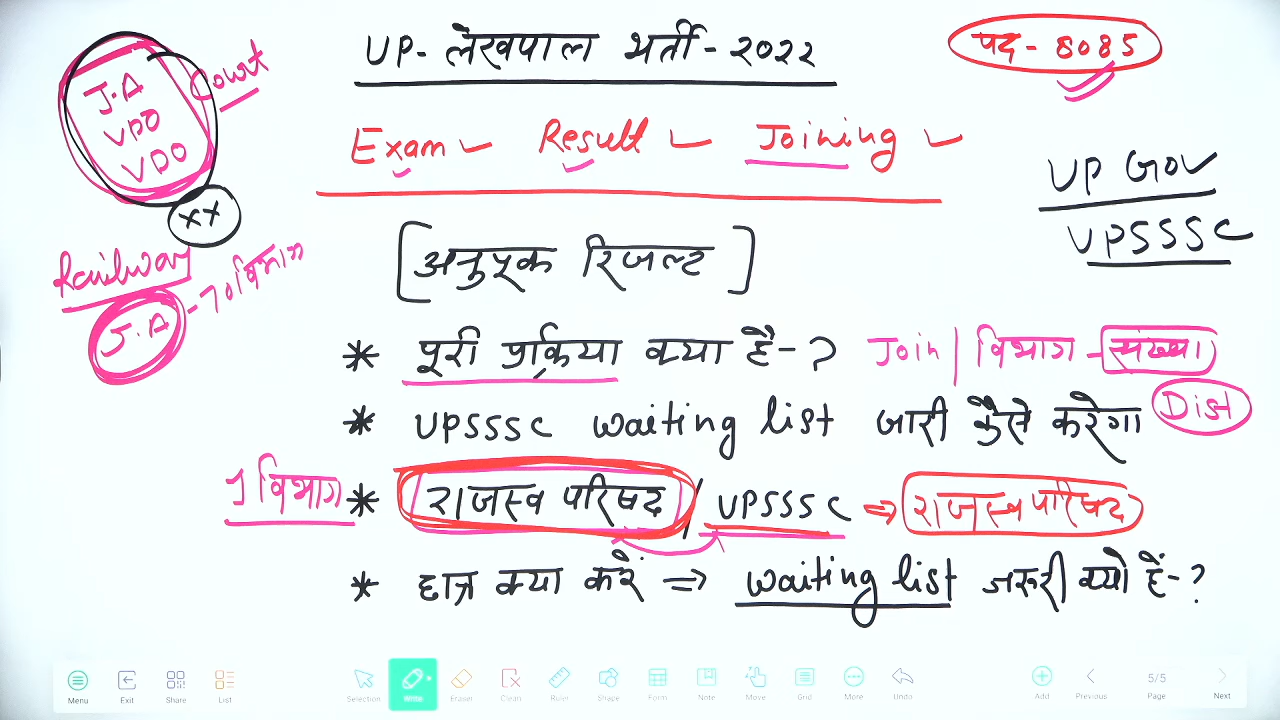 UP- लेखपाल भर्ती - २०२२
पद - 8085
J.A
VPO
VDO
Court
xx
Exam Result Joining
UP GOV
UPSSSC
[अनुपूरक रिजल्ट]
Railway
J.A - 70 विभाग
* पूरी प्रक्रिया क्या है-? Join | विभाग - संख्या
* UPSSSC waiting list जारी कैसे करेगा Dist
1 विभाग * राजस्व परिषद / UPSSSC ⇒ राजस्व परिषद
* छात्र क्या करें ⇒ waiting list जरूरी क्यो हैं-?
Menu Exit Share List Selection Write Eraser Clean Ruler Shape Form Note Move Grid More Undo Add Previous 5/5 Page Next